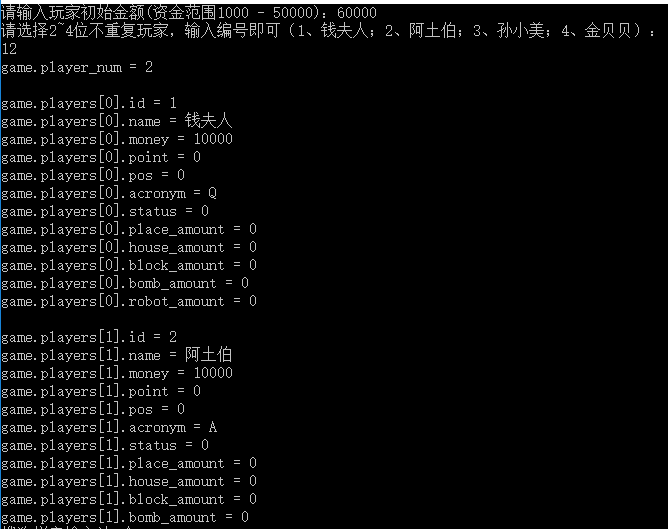 请输入玩家初始金额(资金范围1000 - 50000)：60000
请选择2~4位不重复玩家，输入编号即可（1、钱夫人；2、阿土伯；3、孙小美；4、金贝贝）：
12
game.player_num = 2
game.players[0].id = 1
game.players[0].name = 钱夫人
game.players[0].money = 10000
game.players[0].point = 0
game.players[0].pos = 0
game.players[0].acronym = Q
game.players[0].status = 0
game.players[0].place_amount = 0
game.players[0].house_amount = 0
game.players[0].block_amount = 0
game.players[0].bomb_amount = 0
game.players[0].robot_amount = 0
game.players[1].id = 2
game.players[1].name = 阿土伯
game.players[1].money = 10000
game.players[1].point = 0
game.players[1].pos = 0
game.players[1].acronym = A
game.players[1].status = 0
game.players[1].place_amount = 0
game.players[1].house_amount = 0
game.players[1].block_amount = 0
game.players[1].bomb_amount = 0